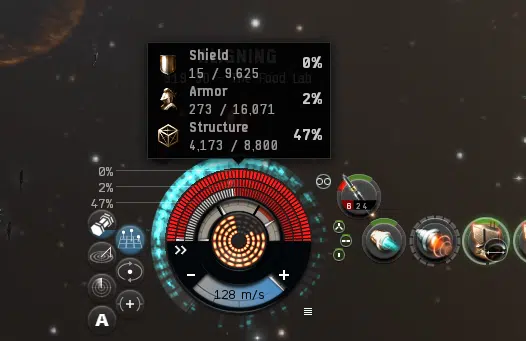 Shield 0%
15 / 9,625
Armor 2%
273 / 16,071
Structure 47%
4,173 / 8,800
0%
2%
47%
6 24
128 m/s
A